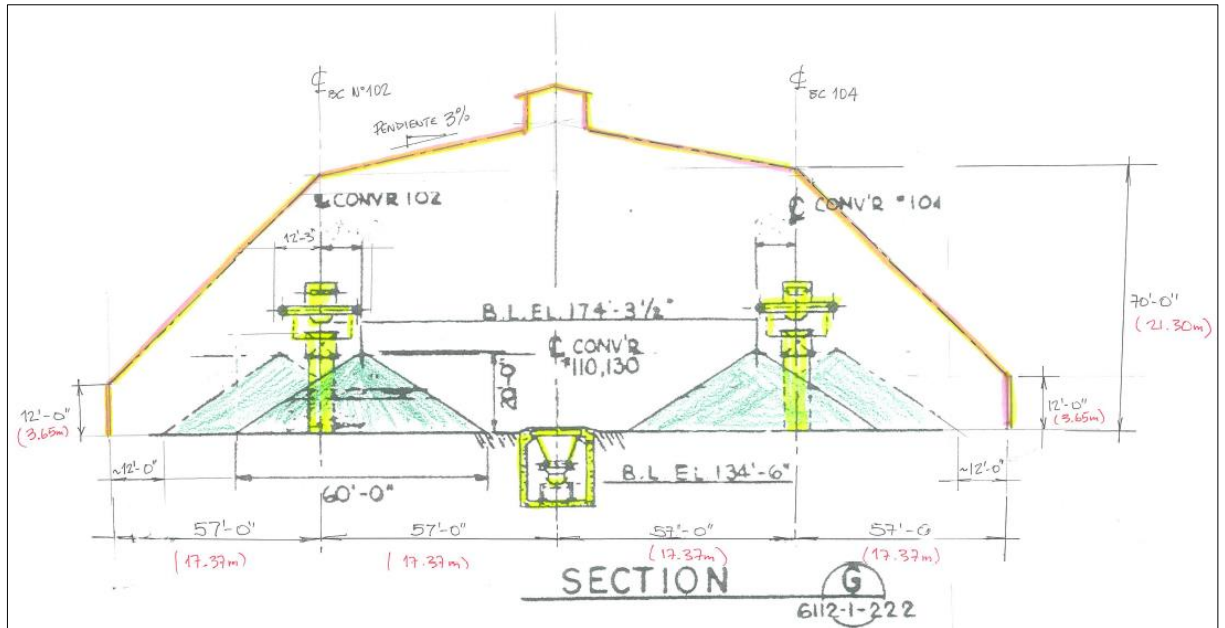 ℄ BC N°102
℄ BC 104
PENDIENTE 3%
℄ CONV'R 102
℄ CONV'R #104
12'-3"
B.L.EL.174'-3½"
70'-0"
(21.30m)
℄ CONV'R
#110,130
20'-0"
12'-0"
(3.65m)
12'-0"
(3.65m)
~12'-0"
60'-0"
B.L. EL 134'-6"
~12'-0"
57'-0"
57'-0"
57'-0"
57'-0
(17.37m)
(17.37m)
(17.37m)
(17.37m)
SECTION
G
6112-1-222